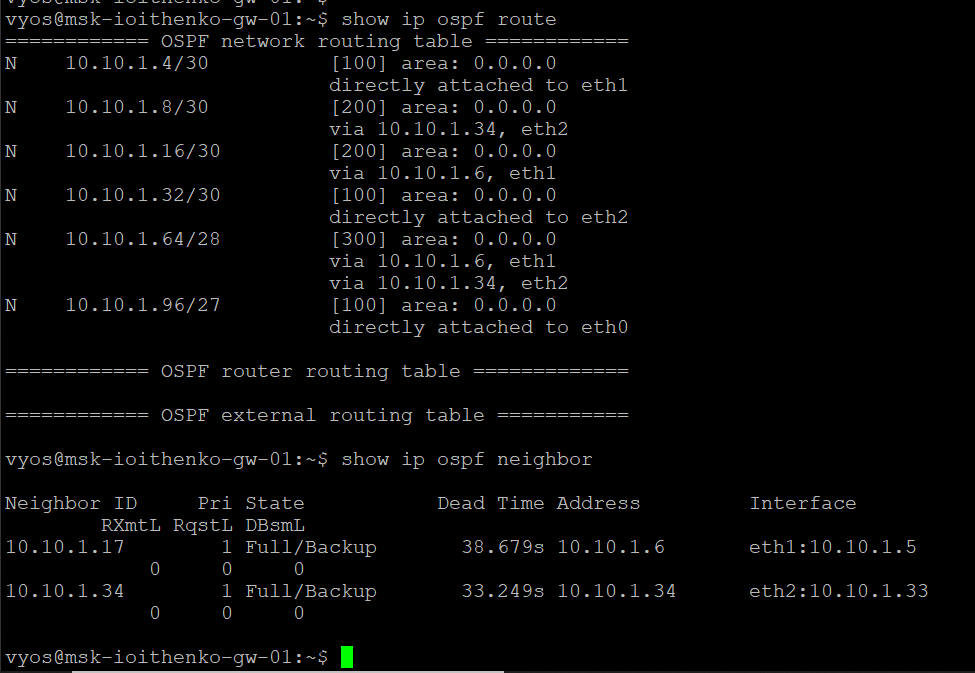 vyos@msk-ioithenko-gw-01:~$
vyos@msk-ioithenko-gw-01:~$ show ip ospf route
============ OSPF network routing table ============
N    10.10.1.4/30          [100] area: 0.0.0.0
                           directly attached to eth1
N    10.10.1.8/30          [200] area: 0.0.0.0
                           via 10.10.1.34, eth2
N    10.10.1.16/30         [200] area: 0.0.0.0
                           via 10.10.1.6, eth1
N    10.10.1.32/30         [100] area: 0.0.0.0
                           directly attached to eth2
N    10.10.1.64/28         [300] area: 0.0.0.0
                           via 10.10.1.6, eth1
                           via 10.10.1.34, eth2
N    10.10.1.96/27         [100] area: 0.0.0.0
                           directly attached to eth0
============ OSPF router routing table =============
============ OSPF external routing table ===========
vyos@msk-ioithenko-gw-01:~$ show ip ospf neighbor
Neighbor ID     Pri State           Dead Time Address         Interface
        RXmtL RqstL DBsmL
10.10.1.17        1 Full/Backup       38.679s 10.10.1.6       eth1:10.10.1.5
            0     0     0
10.10.1.34        1 Full/Backup       33.249s 10.10.1.34      eth2:10.10.1.33
            0     0     0
vyos@msk-ioithenko-gw-01:~$